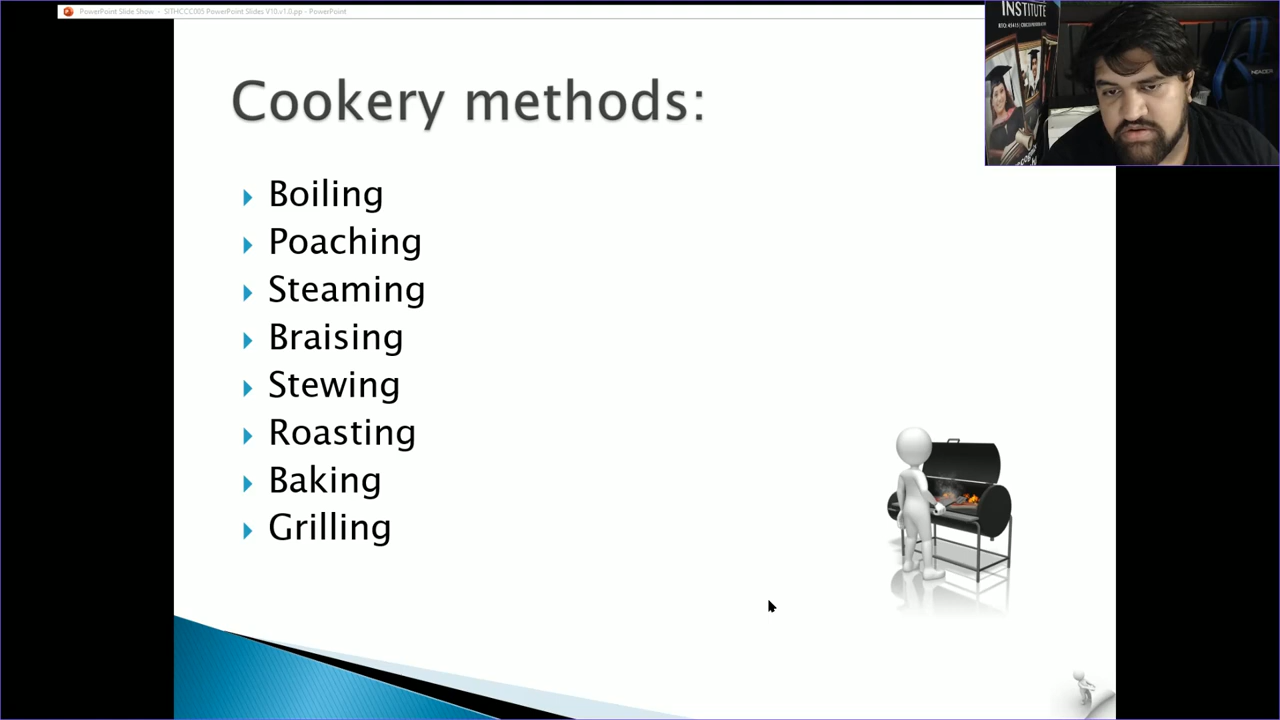 PowerPoint Slide Show - SITHCCC005 PowerPoint Slides V10.v1.0.pp - PowerPoint
INSTITUTE
Cookery methods:
Boiling
Poaching
Steaming
Braising
Stewing
Roasting
Baking
Grilling